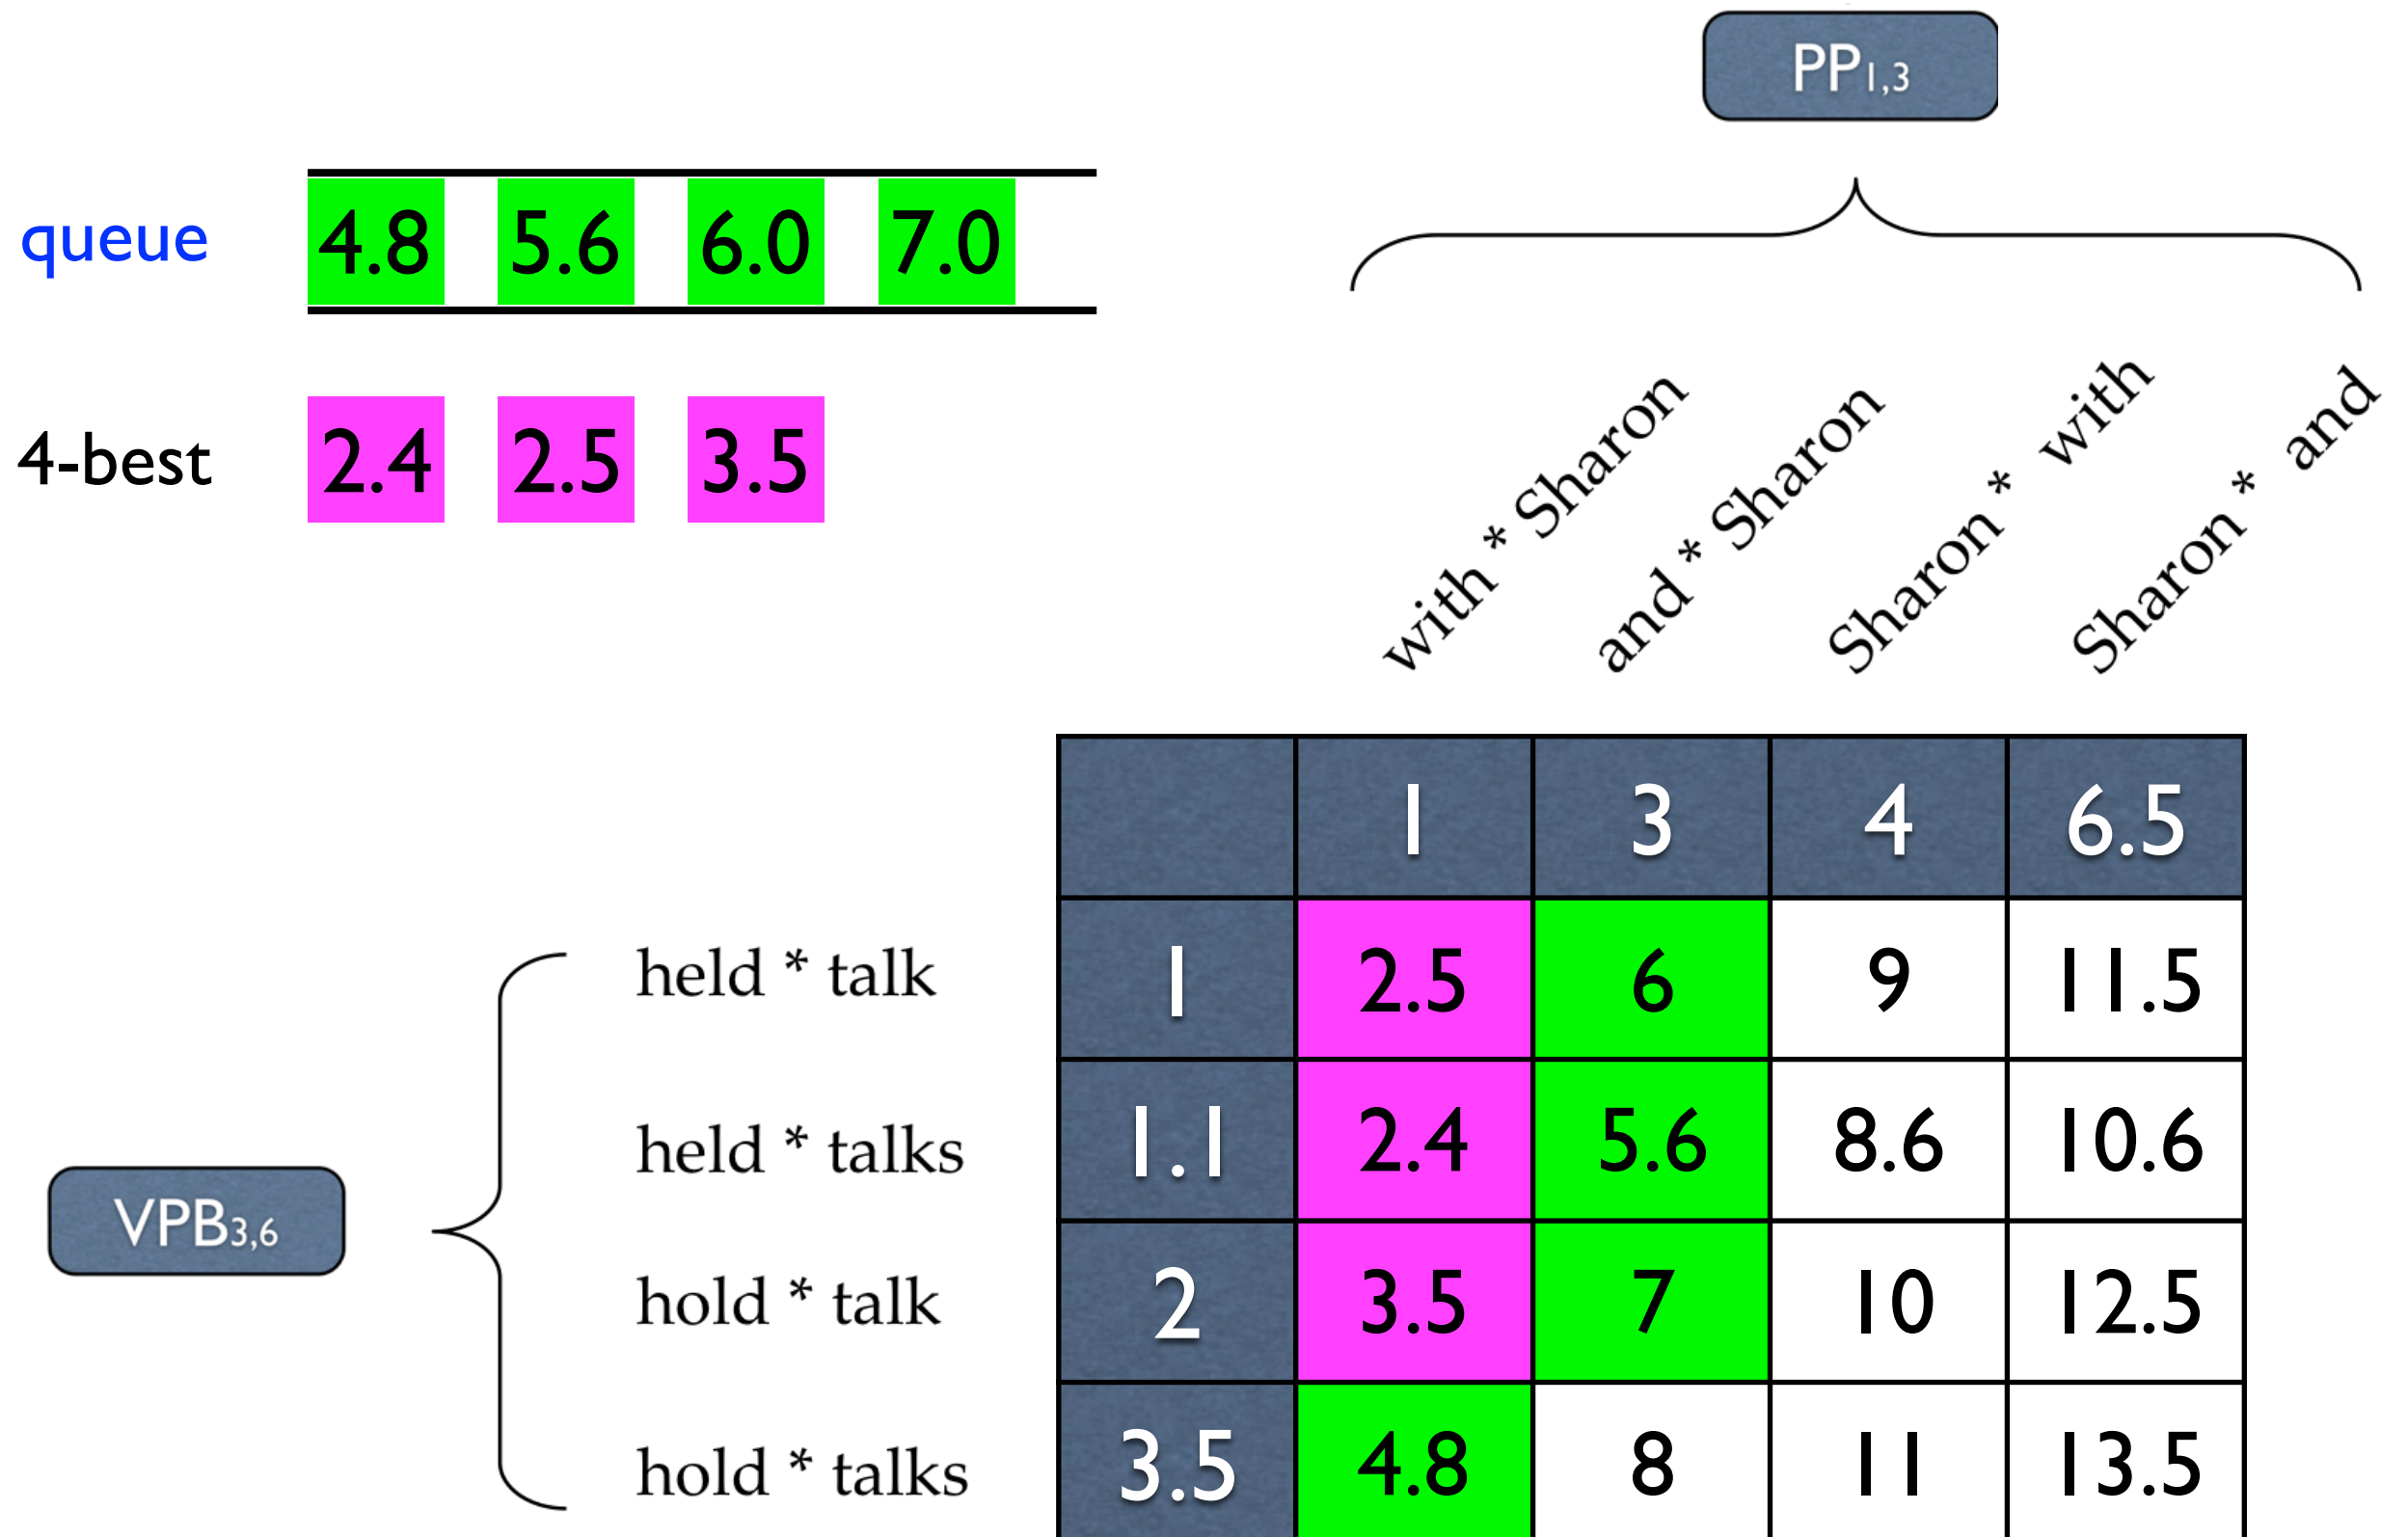 PP1,3
queue 4.8 5.6 6.0 7.0
4-best 2.4 2.5 3.5
with * Sharon
and * Sharon
Sharon * with
Sharon * and
1 3 4 6.5
held * talk 1 2.5 6 9 11.5
held * talks 1.1 2.4 5.6 8.6 10.6
VPB3,6
hold * talk 2 3.5 7 10 12.5
hold * talks 3.5 4.8 8 11 13.5